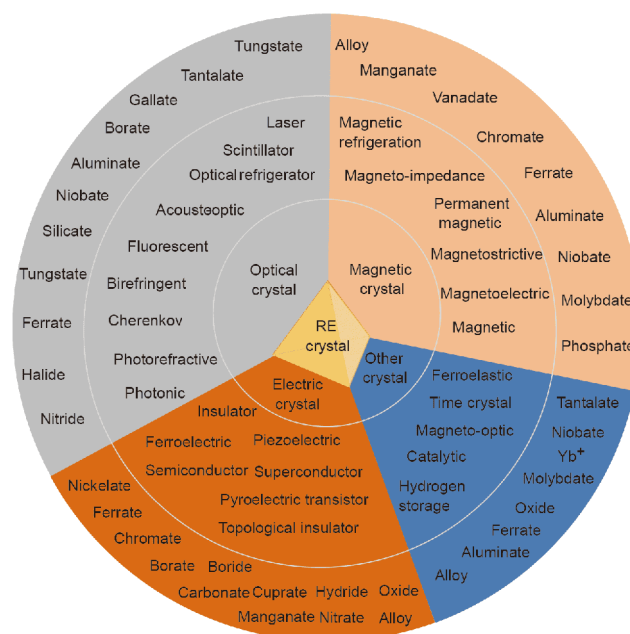 RE
crystal
Optical
crystal
Laser
Scintillator
Optical refrigerator
Acousteoptic
Fluorescent
Birefringent
Cherenkov
Photorefractive
Photonic
Tungstate
Tantalate
Gallate
Borate
Aluminate
Niobate
Silicate
Tungstate
Ferrate
Halide
Nitride
Magnetic
crystal
Magnetic
refrigeration
Magneto-impedance
Permanent
magnetic
Magnetostrictive
Magnetoelectric
Magnetic
Alloy
Manganate
Vanadate
Chromate
Ferrate
Aluminate
Niobate
Molybdate
Phosphate
Other
crystal
Ferroelastic
Time crystal
Magneto-optic
Catalytic
Hydrogen
storage
Tantalate
Niobate
Yb⁺
Molybdate
Oxide
Ferrate
Aluminate
Alloy
Electric
crystal
Insulator
Ferroelectric
Piezoelectric
Semiconductor
Superconductor
Pyroelectric transistor
Topological insulator
Nickelate
Ferrate
Chromate
Borate
Boride
Carbonate
Cuprate
Hydride
Oxide
Manganate
Nitrate
Alloy